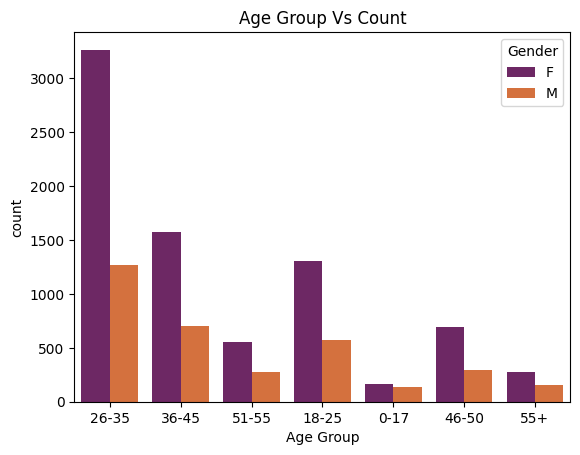 Age Group Vs Count
Gender
F
M
3000
2500
2000
1500
1000
500
0
count
26-35 36-45 51-55 18-25 0-17 46-50 55+
Age Group